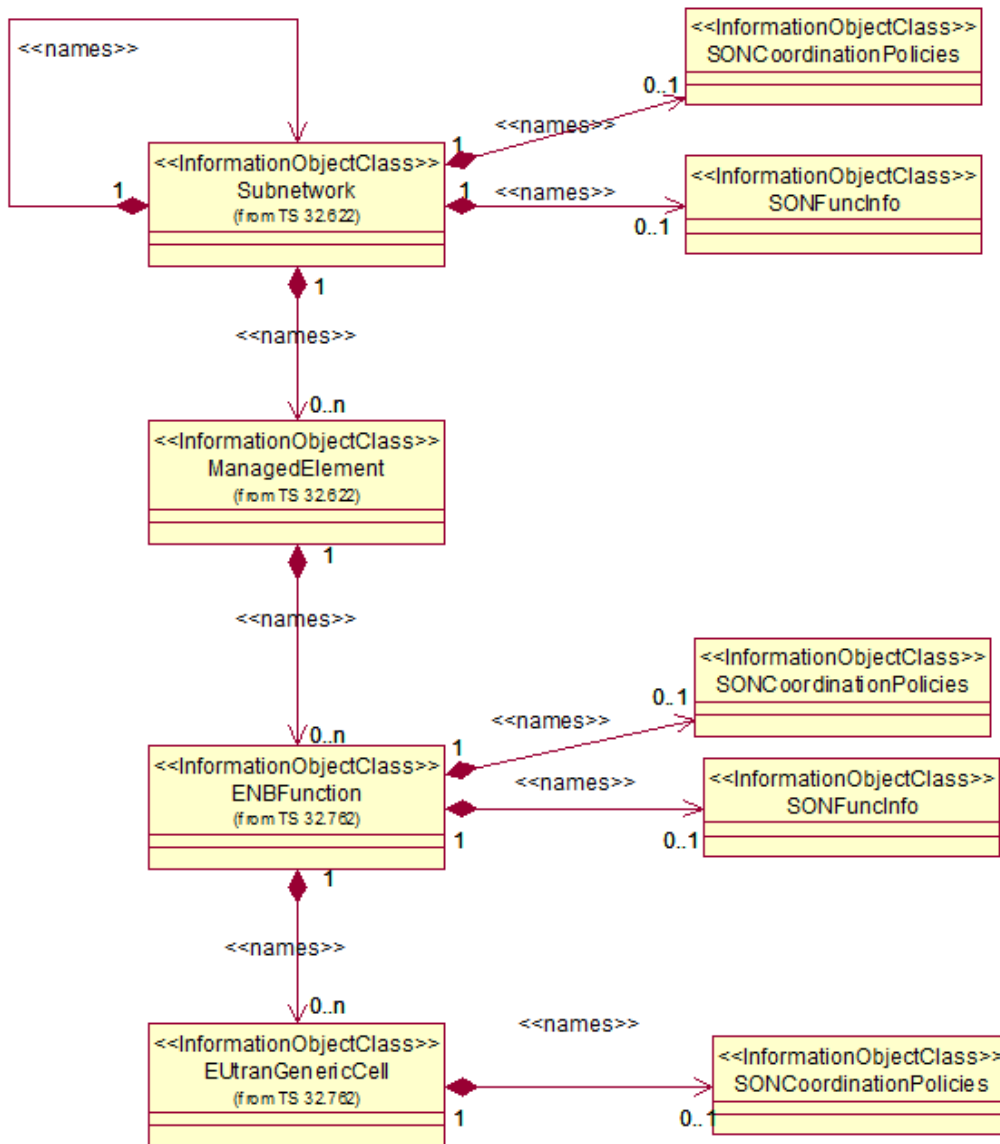 <<names>>
<<InformationObjectClass>>
SONCoordinationPolicies
0..1
<<names>>
1
<<InformationObjectClass>>
Subnetwork
(from TS 32.622)
1
1
<<names>>
<<InformationObjectClass>>
SONFuncInfo
0..1
1
<<names>>
0..n
<<InformationObjectClass>>
ManagedElement
(from TS 32.622)
1
<<names>>
0..n
<<InformationObjectClass>>
SONCoordinationPolicies
0..1
<<names>>
1
<<InformationObjectClass>>
ENBFunction
(from TS 32.762)
<<names>>
1
<<InformationObjectClass>>
SONFuncInfo
0..1
1
<<names>>
0..n
<<InformationObjectClass>>
EUtranGenericCell
(from TS 32.762)
<<names>>
1
0..1
<<InformationObjectClass>>
SONCoordinationPolicies